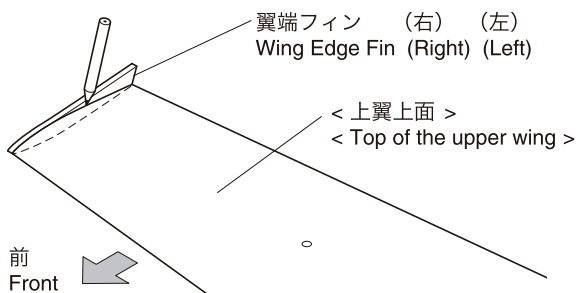 翼端フィン （右） （左）
Wing Edge Fin (Right) (Left)
< 上翼上面 >
< Top of the upper wing >
前
Front